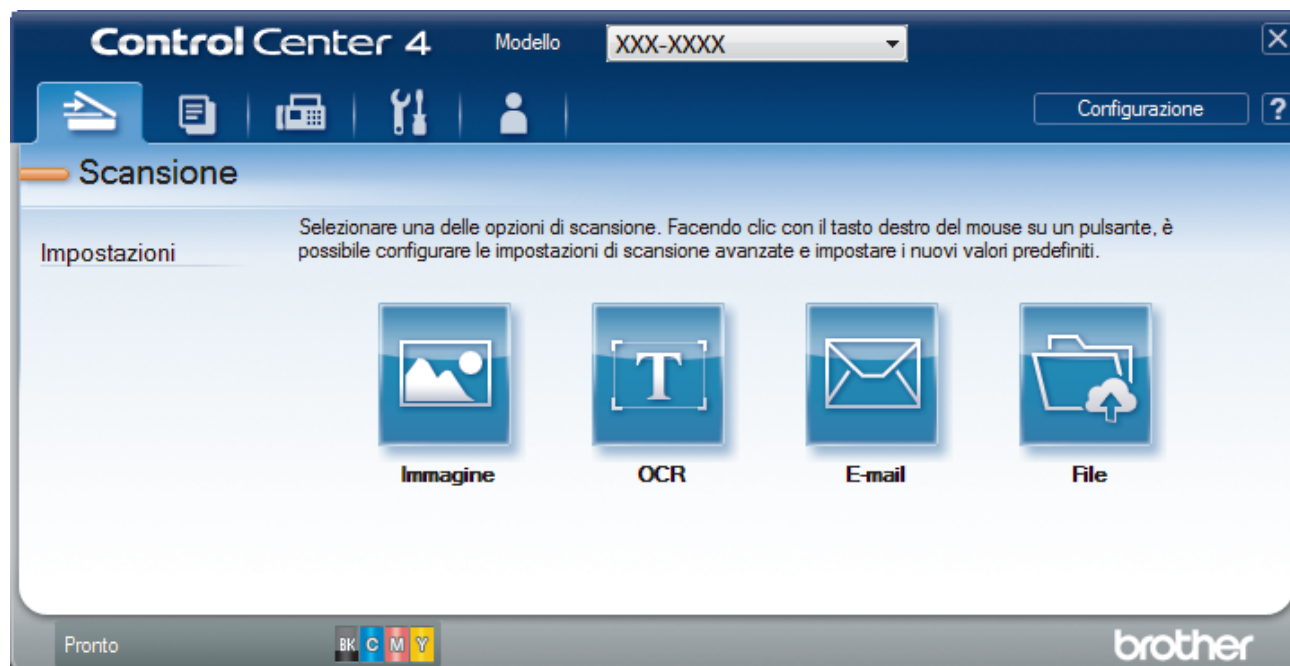 Control Center 4
Modello
XXX-XXXX
Configurazione
?
Scansione
Impostazioni
Selezionare una delle opzioni di scansione. Facendo clic con il tasto destro del mouse su un pulsante, è
possibile configurare le impostazioni di scansione avanzate e impostare i nuovi valori predefiniti.
T
Immagine
OCR
E-mail
File
Pronto
BK C M Y
brother